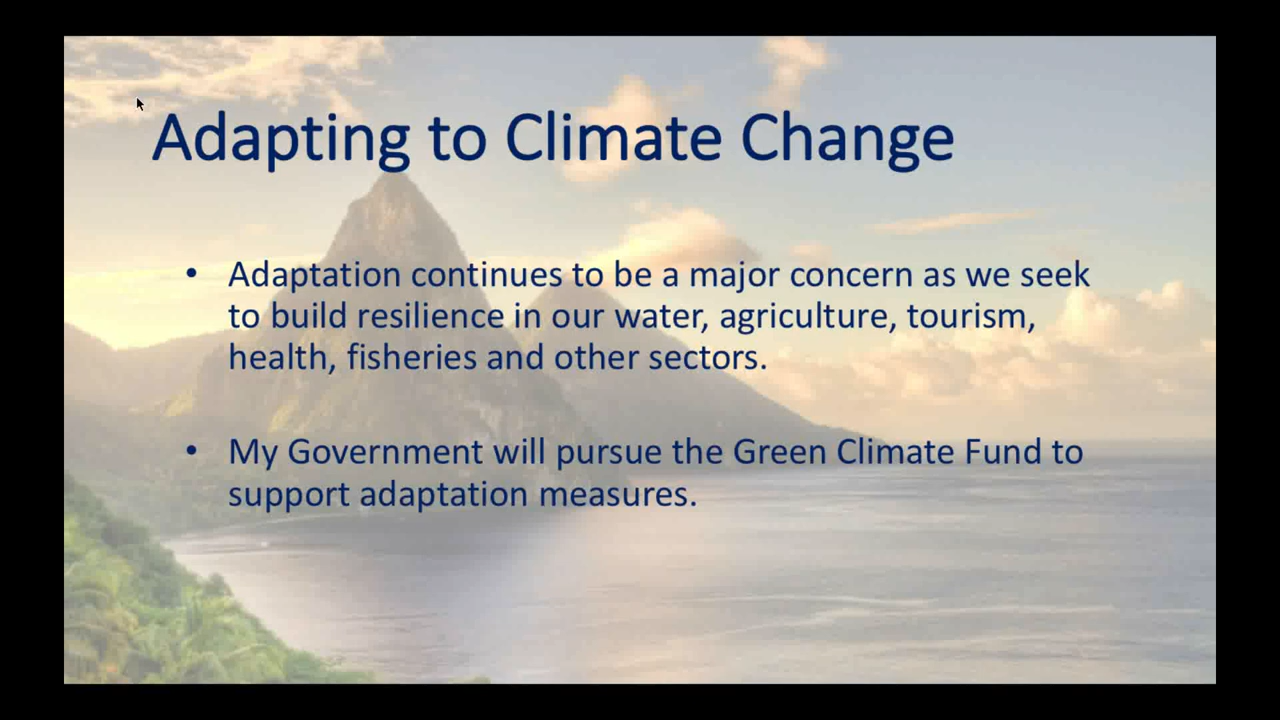 Adapting to Climate Change
• Adaptation continues to be a major concern as we seek
to build resilience in our water, agriculture, tourism,
health, fisheries and other sectors.
• My Government will pursue the Green Climate Fund to
support adaptation measures.